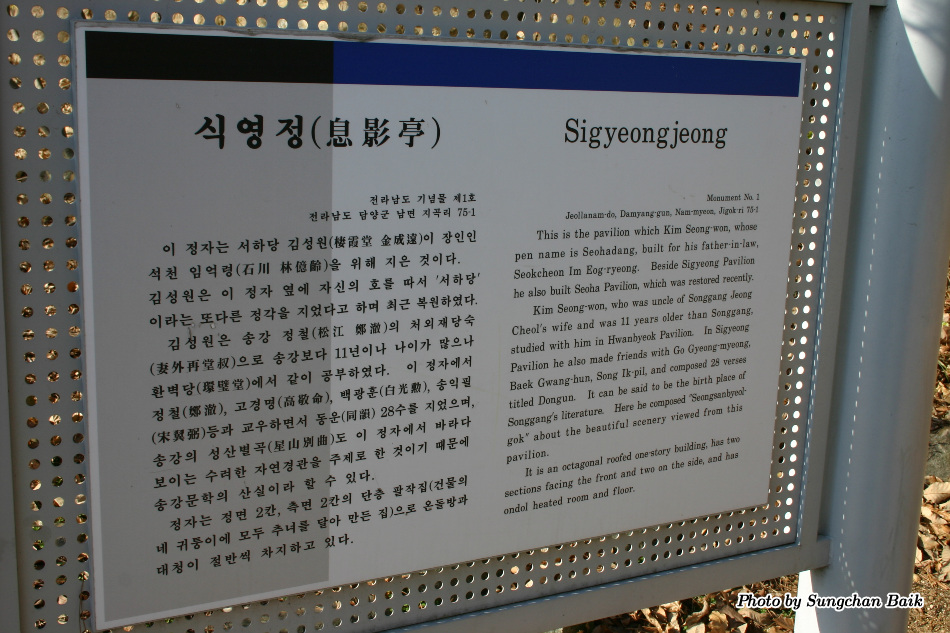 식영정(息影亭)
전라남도 기념물 제1호
전라남도 담양군 남면 지곡리 75-1
이 정자는 서하당 김성원(棲霞堂 金成遠)이 장인인
석천 임억령(石川 林億齡)을 위해 지은 것이다.
김성원은 이 정자 옆에 자신의 호를 따서 '서하당'
이라는 또다른 정각을 지었다고 하며 최근 복원하였다.
김성원은 송강 정철(松江 鄭澈)의 처외재당숙
(妻外再堂叔)으로 송강보다 11년이나 나이가 많으나
환벽당(環璧堂)에서 같이 공부하였다. 이 정자에서
정철(鄭澈), 고경명(高敬命), 백광훈(白光勳), 송익필
(宋翼弼)등과 교우하면서 동운(同韻) 28수를 지었으며,
송강의 성산별곡(星山別曲)도 이 정자에서 바라다
보이는 수려한 자연경관을 주제로 한 것이기 때문에
송강문학의 산실이라 할 수 있다.
정자는 정면 2칸, 측면 2칸의 단층 팔작집(건물의
네 귀퉁이에 모두 추녀를 달아 만든 집)으로 온돌방과
대청이 절반씩 차지하고 있다.
Sigyeongjeong
Monument No. 1
Jeollanam-do, Damyang-gun, Nam-myeon, Jigok-ri 75-1
This is the pavilion which Kim Seong-won, whose
pen name is Seohadang, built for his father-in-law,
Seokcheon Im Eog-ryeong. Beside Sigyeong Pavilion
he also built Seoha Pavilion, which was restored recently.
Kim Seong-won, who was uncle of Songgang Jeong
Cheol's wife and was 11 years older than Songgang,
studied with him in Hwanhyeok Pavilion. In Sigyeong
Pavilion he also made friends with Go Gyeong-myeong,
Baek Gwang-hun, Song Ik-pil, and composed 28 verses
titled Dongun. It can be said to be the birth place of
Songgang's literature. Here he composed "Seongsanbyeol-
gok" about the beautiful scenery viewed from this
pavilion.
It is an octagonal roofed one-story building, has two
sections facing the front and two on the side, and has
ondol heated room and floor.
Photo by Sungchan Baik